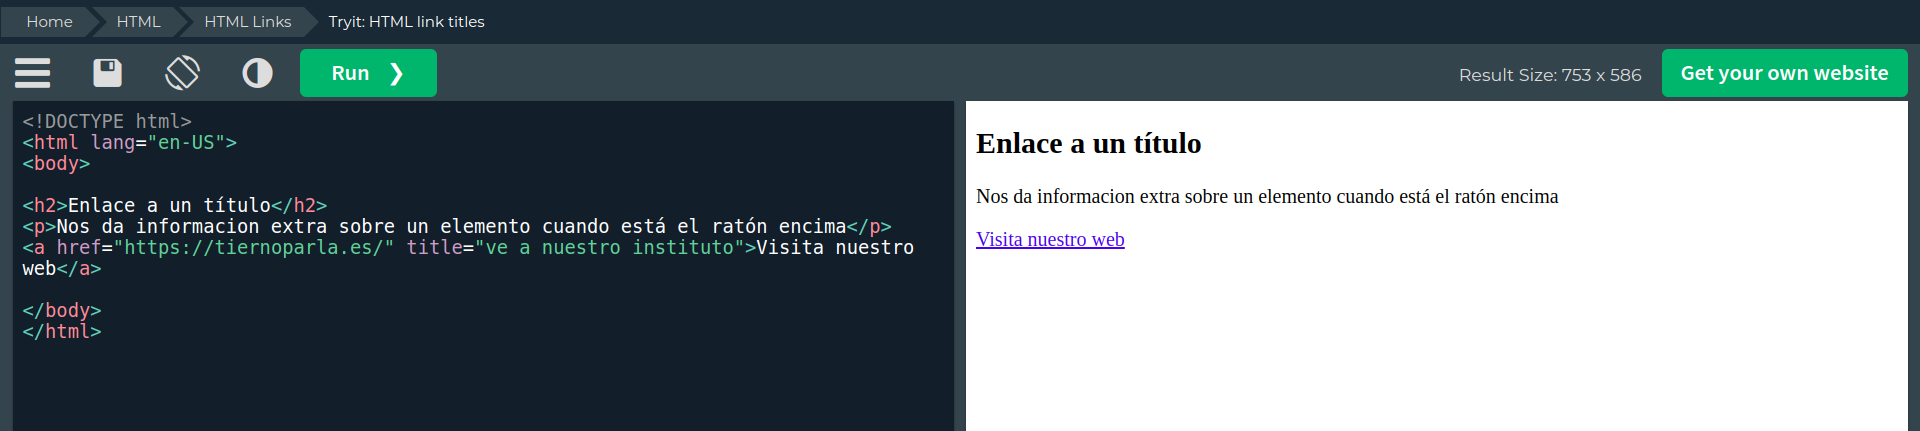 Home HTML HTML Links Tryit: HTML link titles
Run ❯ Result Size: 753 x 586 Get your own website
<!DOCTYPE html>
<html lang="en-US">
<body>
<h2>Enlace a un título</h2>
<p>Nos da informacion extra sobre un elemento cuando está el ratón encima</p>
<a href="https://tiernoparla.es/" title="ve a nuestro instituto">Visita nuestro
web</a>
</body>
</html>
Enlace a un título
Nos da informacion extra sobre un elemento cuando está el ratón encima
Visita nuestro web